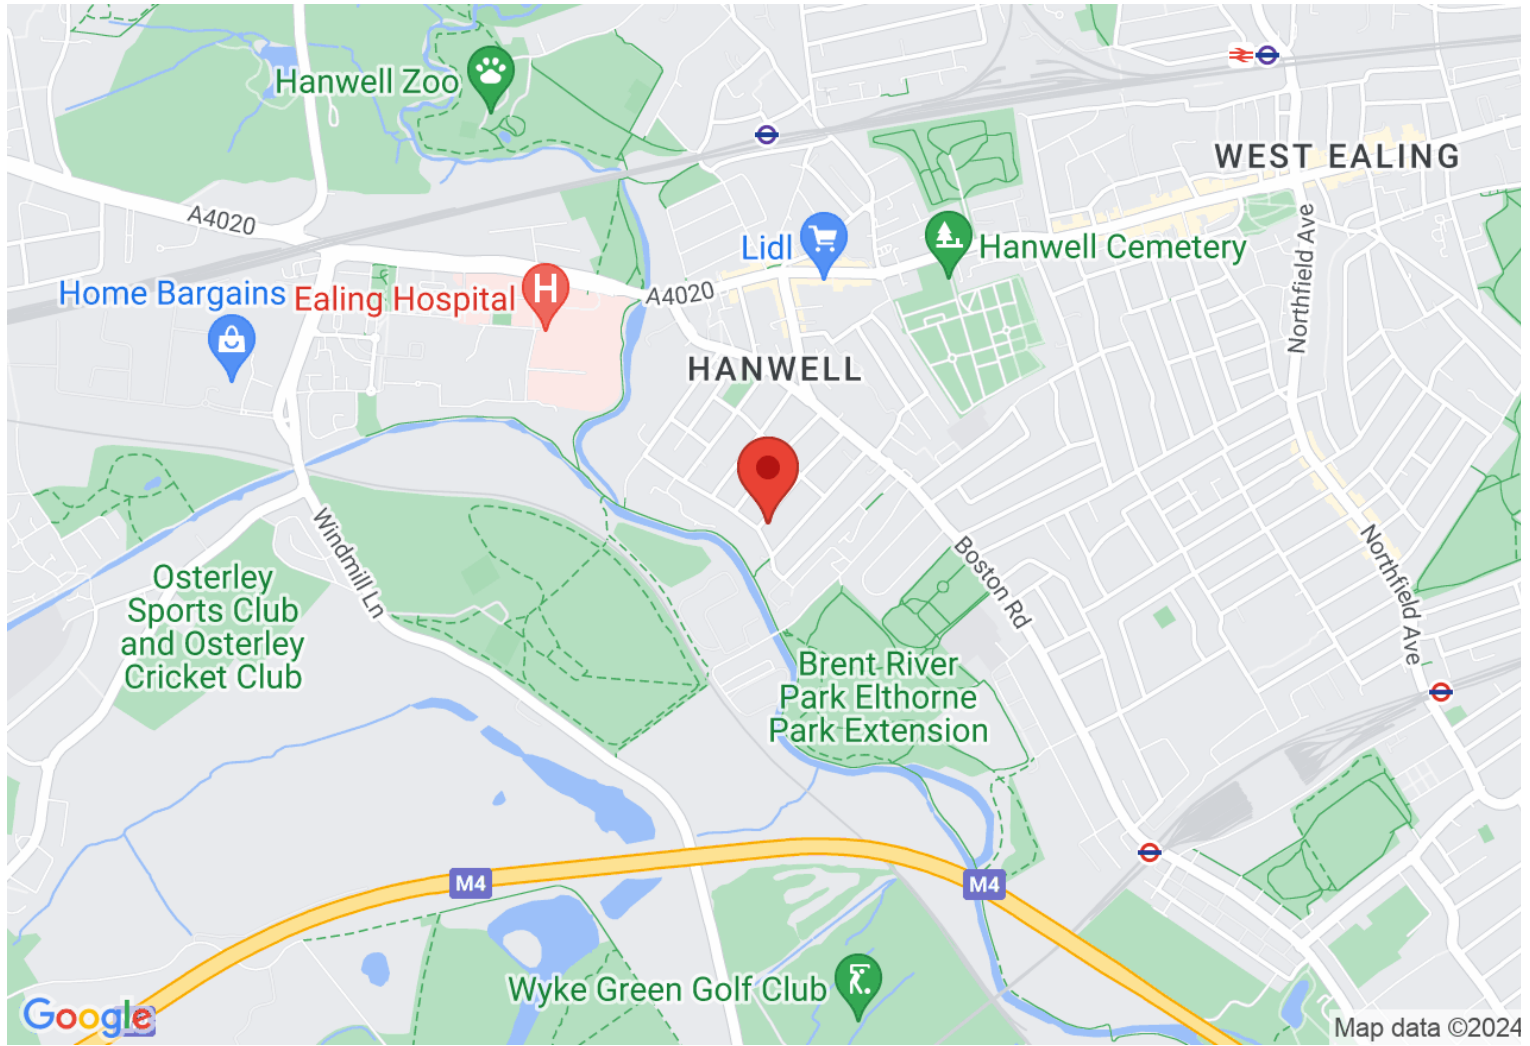 Hanwell Zoo
WEST EALING
A4020
Lidl
Hanwell Cemetery
Northfield Ave
Home Bargains
Ealing Hospital
H
A4020
HANWELL
Windmill Ln
Boston Rd
Northfield Ave
Osterley
Sports Club
and Osterley
Cricket Club
Brent River
Park Elthorne
Park Extension
M4
M4
Wyke Green Golf Club
Google
Map data ©2024